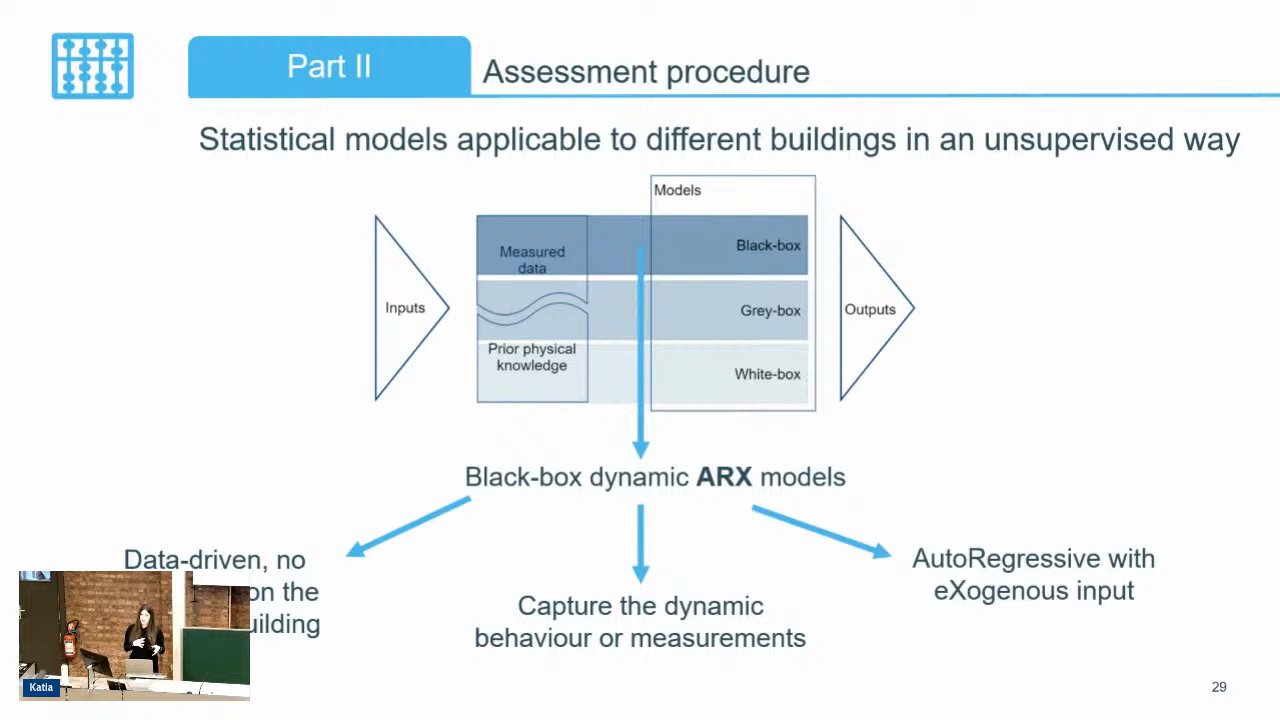 Part II
Assessment procedure
Statistical models applicable to different buildings in an unsupervised way
Models
Measured
data
Black-box
Inputs
Grey-box
Outputs
Prior physical
knowledge
White-box
Black-box dynamic ARX models
Data-driven, no
on the
uilding
Capture the dynamic
behaviour or measurements
AutoRegressive with
eXogenous input
Katia
29